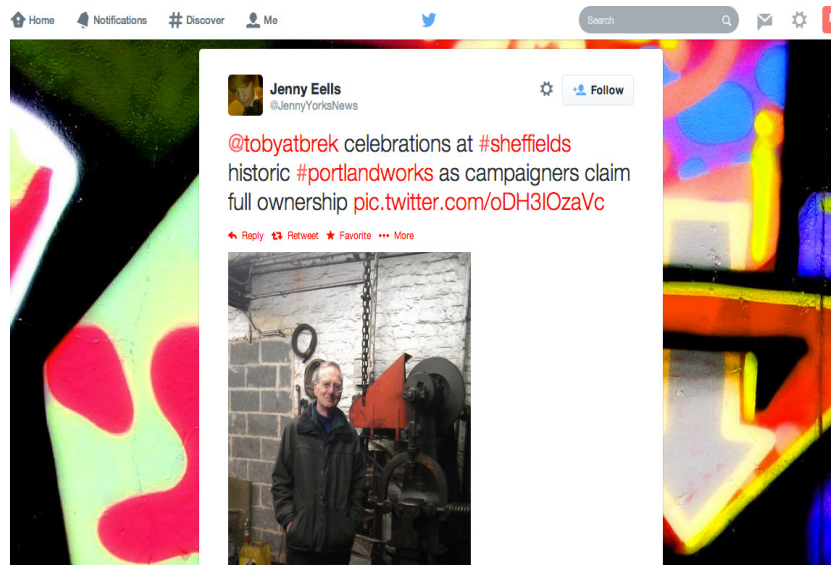 Home Notifications Discover Me Search
Jenny Eells
@JennyYorksNews
Follow
@tobyatbrek celebrations at #sheffields
historic #portlandworks as campaigners claim
full ownership pic.twitter.com/oDH3IOzaVc
Reply Retweet Favorite More